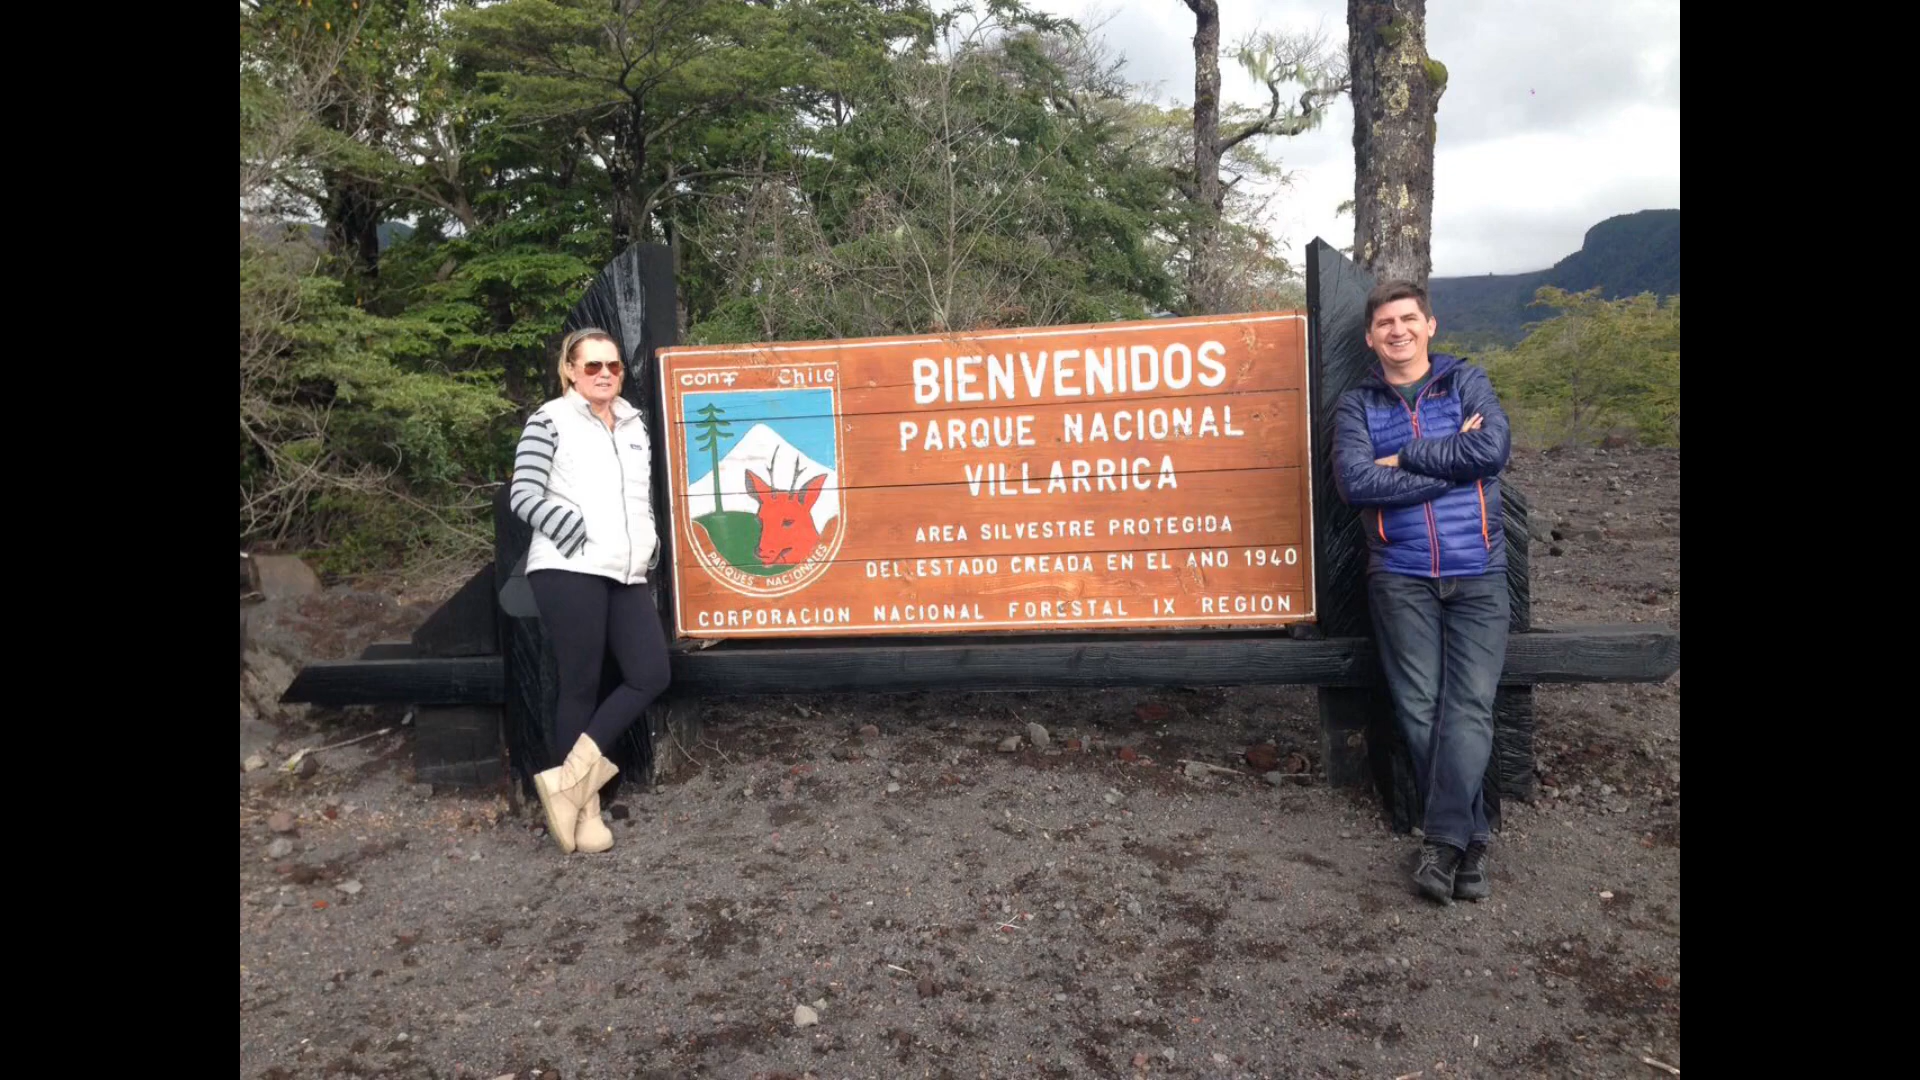 conaf Chile
BIENVENIDOS
PARQUE NACIONAL
VILLARRICA
AREA SILVESTRE PROTEGIDA
DEL ESTADO CREADA EN EL ANO 1940
PARQUES NACIONALES
CORPORACION NACIONAL FORESTAL IX REGION